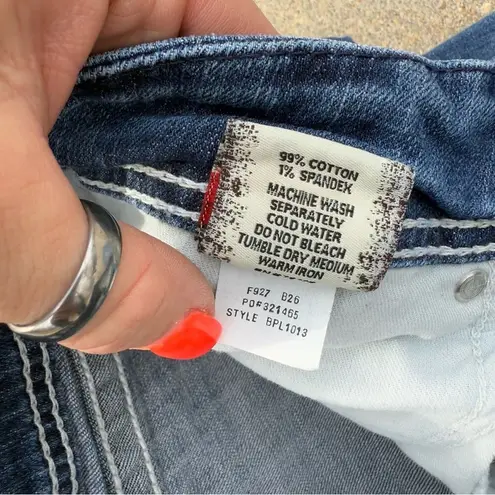 99% COTTON
1% SPANDEX
MACHINE WASH
SEPARATELY
COLD WATER
DO NOT BLEACH
TUMBLE DRY MEDIUM
WARM IRON
F927 B26
PO#321465
STYLE BPL1013